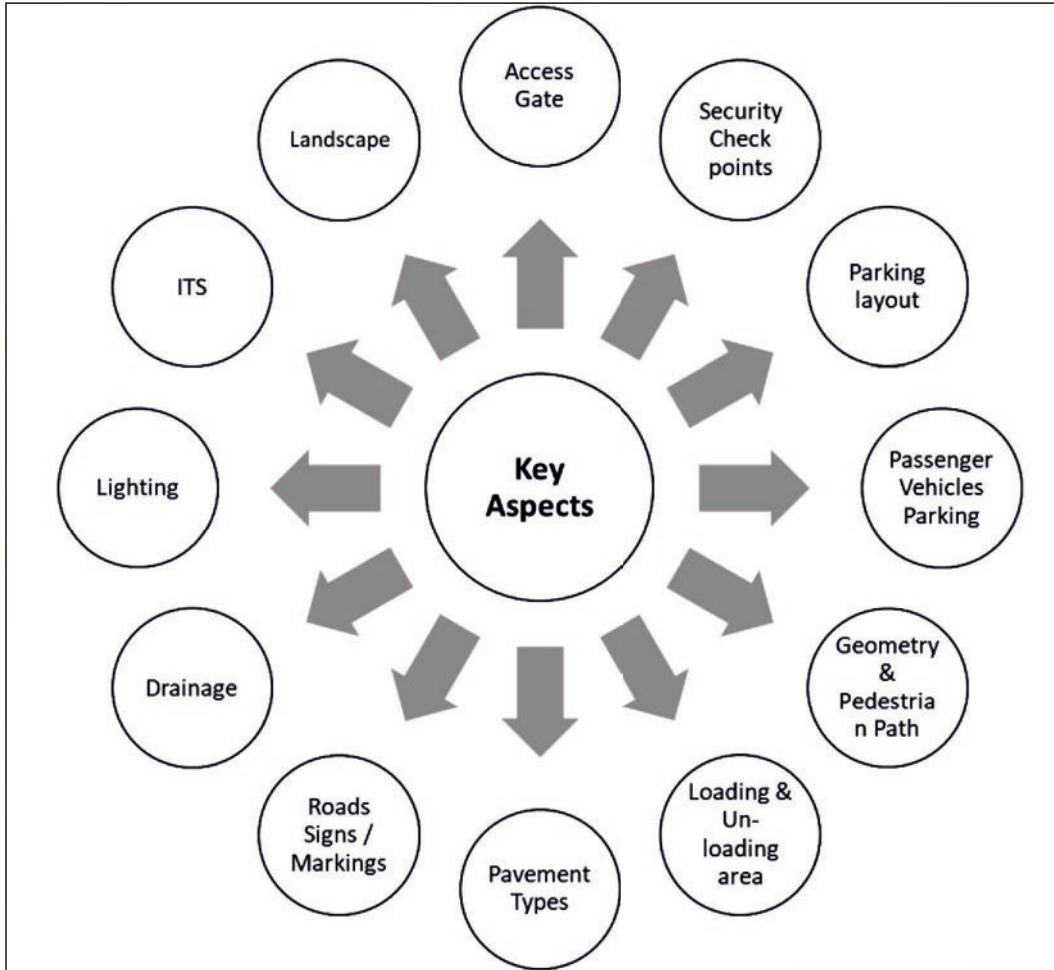 Access
Gate
Security
Check
points
Parking
layout
Passenger
Vehicles
Parking
Geometry
&
Pedestria
n Path
Loading &
Un-
loading
area
Pavement
Types
Roads
Signs /
Markings
Drainage
Lighting
ITS
Landscape
Key
Aspects